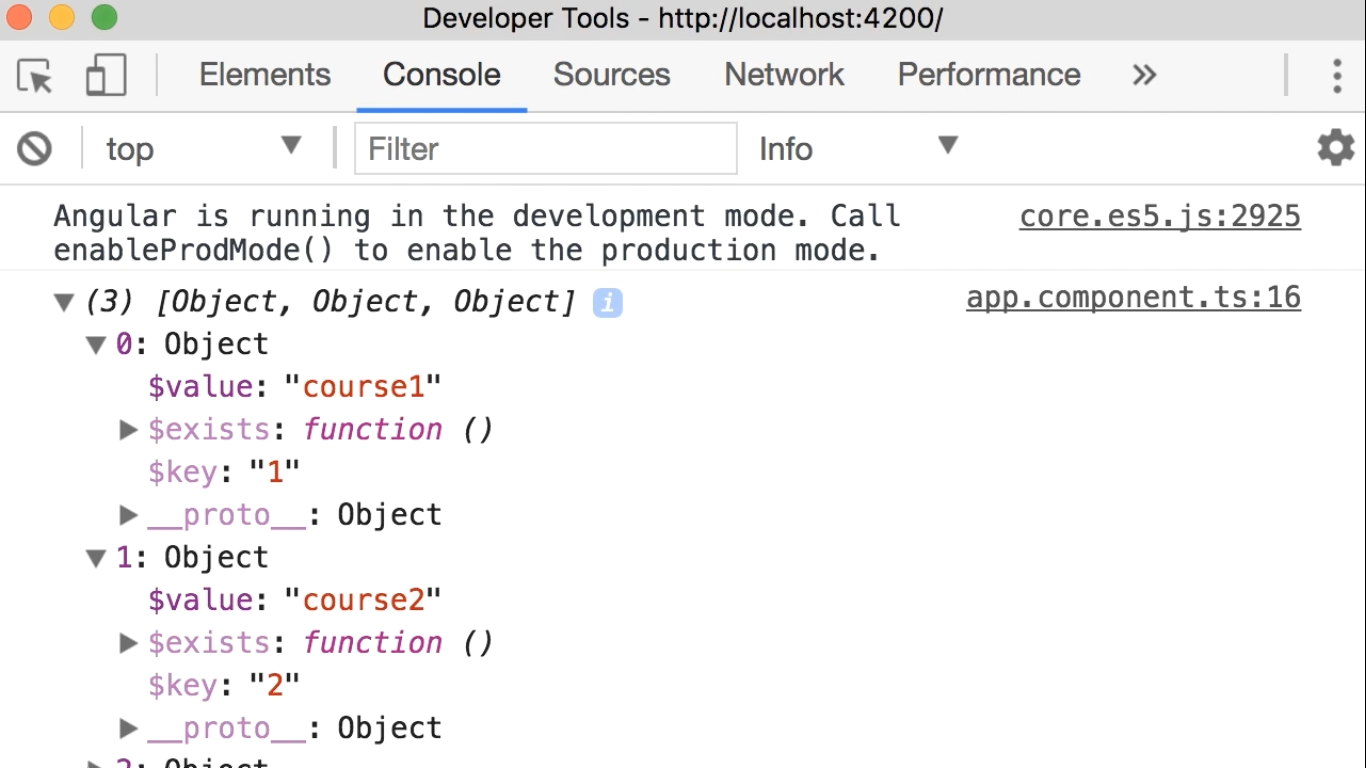 Developer Tools - http://localhost:4200/
Elements Console Sources Network Performance »
top Filter Info
Angular is running in the development mode. Call core.es5.js:2925
enableProdMode() to enable the production mode.
(3) [Object, Object, Object] i app.component.ts:16
0: Object
$value: "course1"
$exists: function ()
$key: "1"
__proto__: Object
1: Object
$value: "course2"
$exists: function ()
$key: "2"
__proto__: Object
2: Object